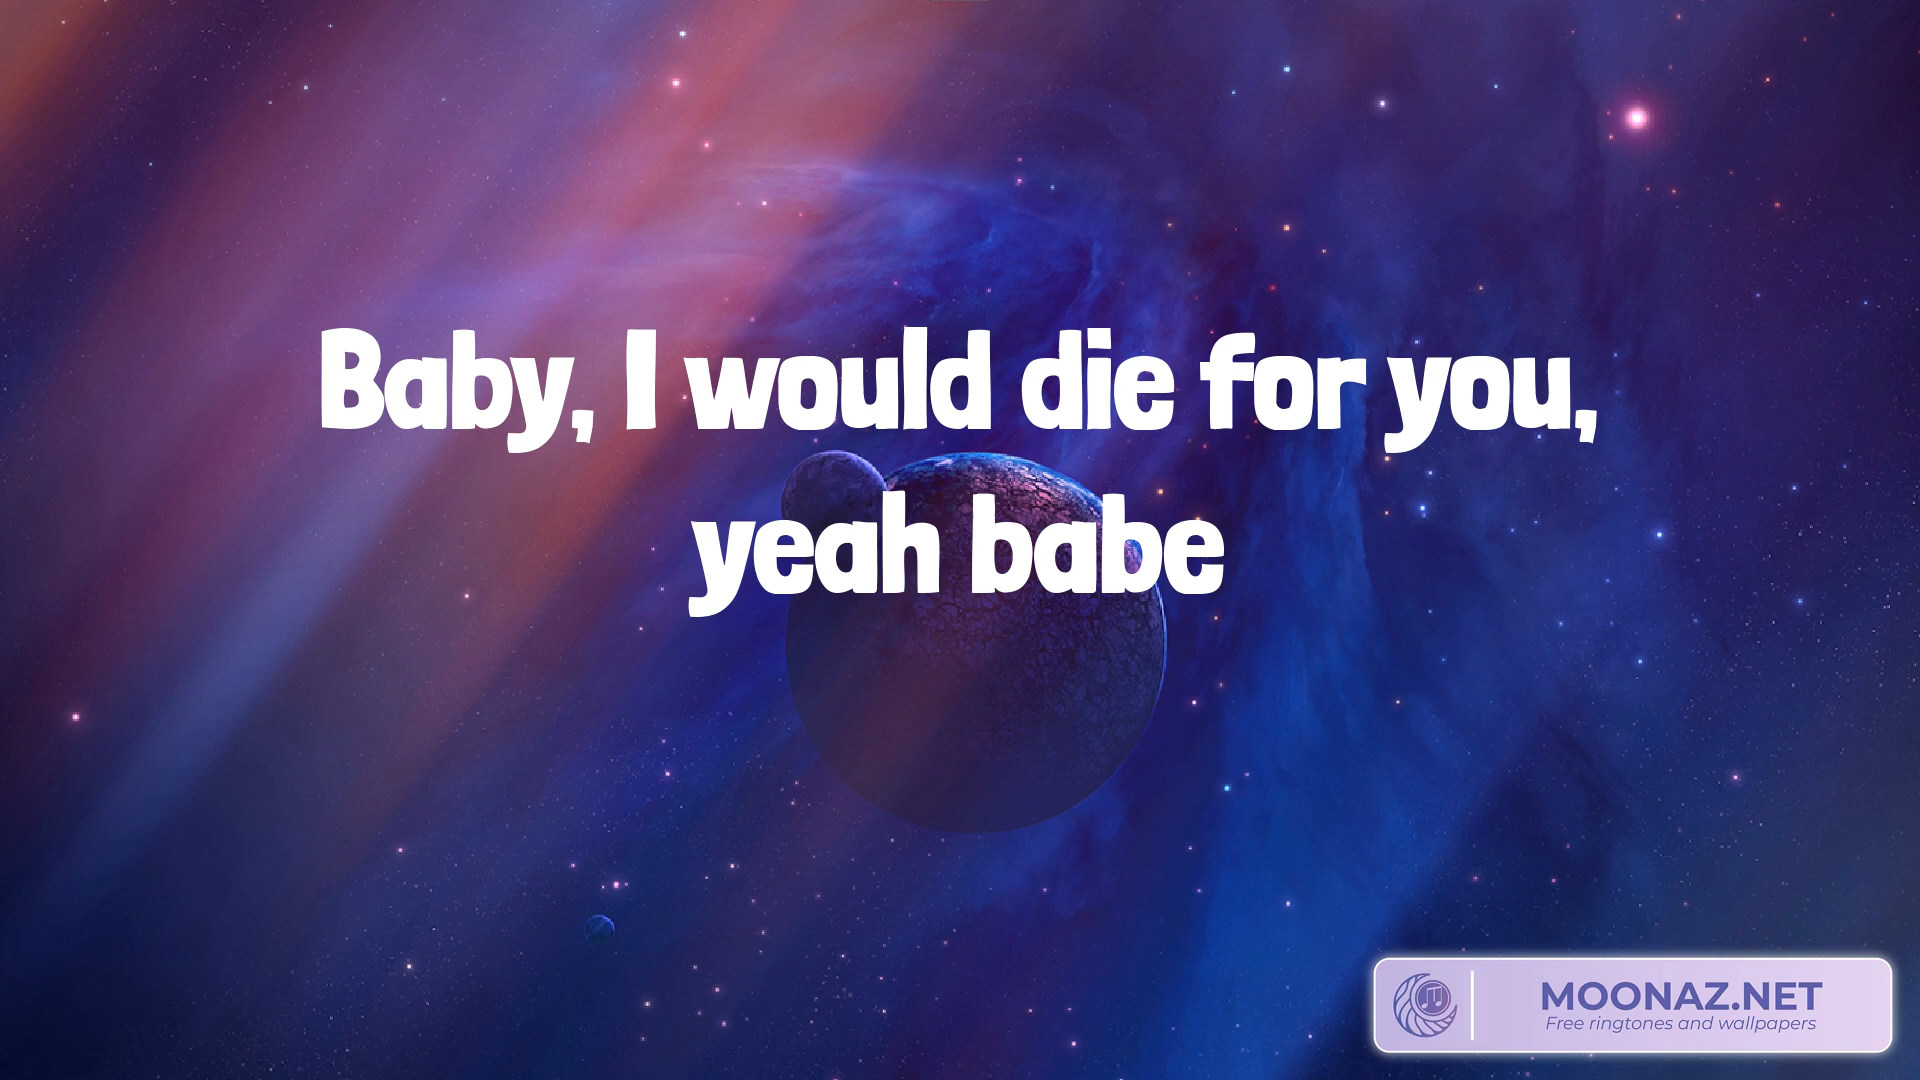 Baby, I would die for you,
yeah babe
MOONAZ.NET
Free ringtones and wallpapers